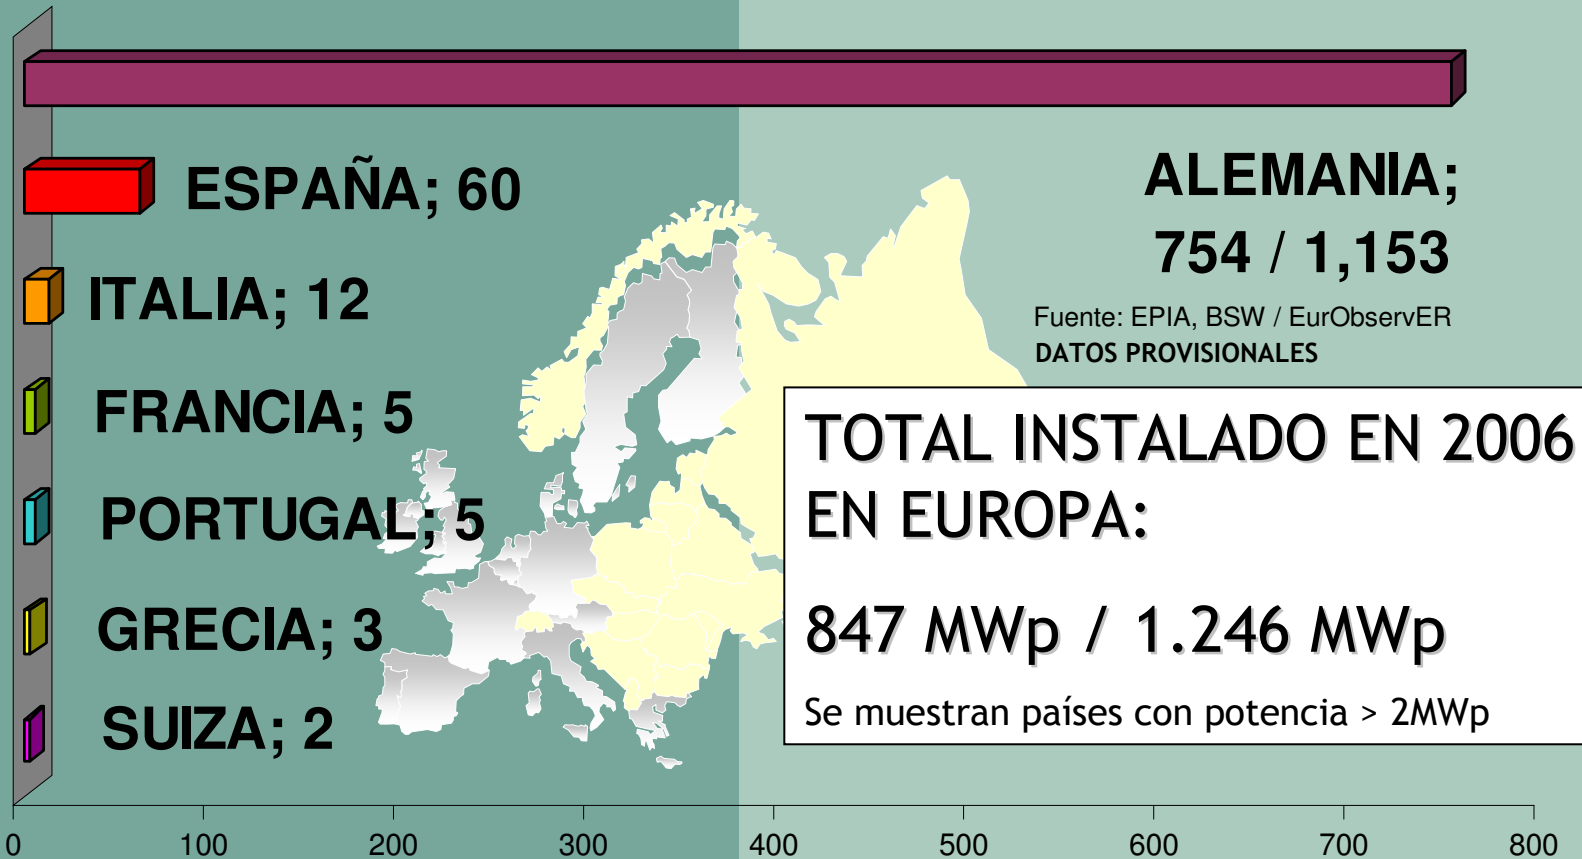 ESPAÑA; 60
ITALIA; 12
FRANCIA; 5
PORTUGAL; 5
GRECIA; 3
SUIZA; 2
ALEMANIA;
754 / 1,153
Fuente: EPIA, BSW / EurObservER
DATOS PROVISIONALES
TOTAL INSTALADO EN 2006
EN EUROPA:
847 MWp / 1.246 MWp
Se muestran países con potencia > 2MWp
0 100 200 300 400 500 600 700 800